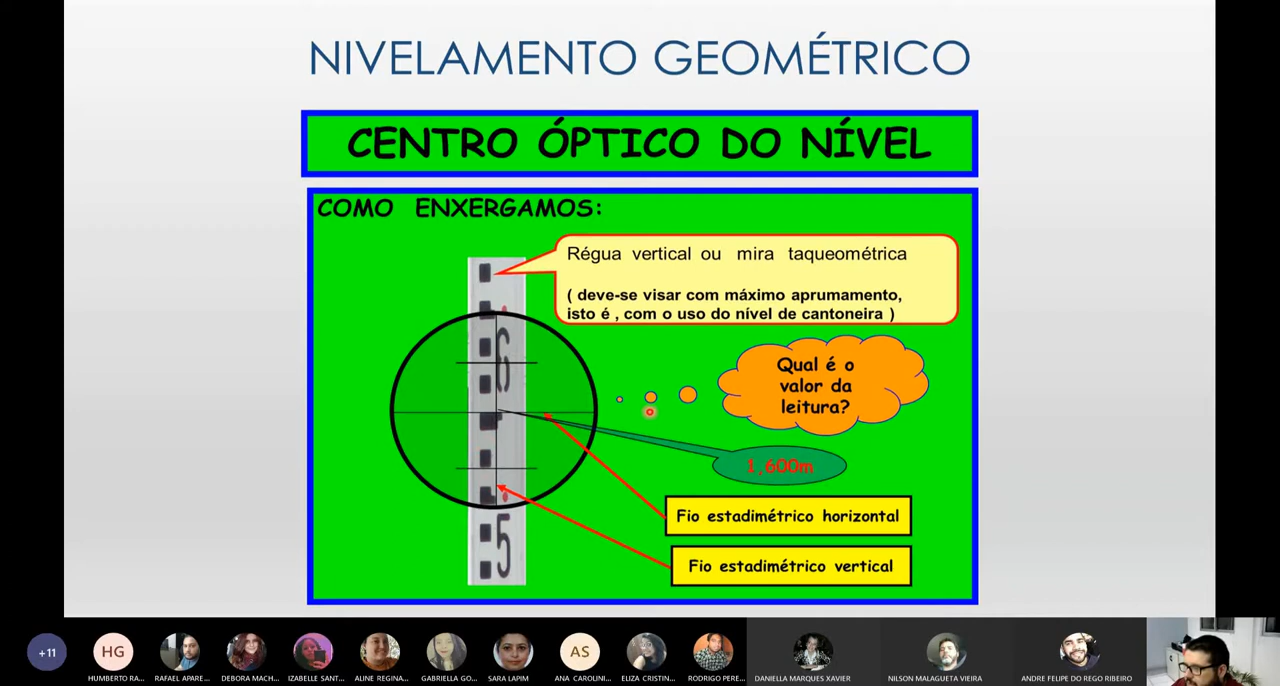 NIVELAMENTO GEOMÉTRICO
CENTRO ÓPTICO DO NÍVEL
COMO ENXERGAMOS:
Régua vertical ou mira taqueométrica
( deve-se visar com máximo aprumamento,
isto é , com o uso do nível de cantoneira )
6
5
Qual é o
valor da
leitura?
1,600m
Fio estadimétrico horizontal
Fio estadimétrico vertical
+11
HG
AS
HUMBERTO RA...
RAFAEL APARE...
DEBORA MACH...
IZABELLE SANT...
ALINE REGINA...
GABRIELLA GO...
SARA LAPIM
ANA CAROLINI...
ELIZA CRISTIN...
RODRIGO PERE...
DANIELLA MARQUES XAVIER
NILSON MALAGUETA VIEIRA
ANDRE FELIPE DO REGO RIBEIRO